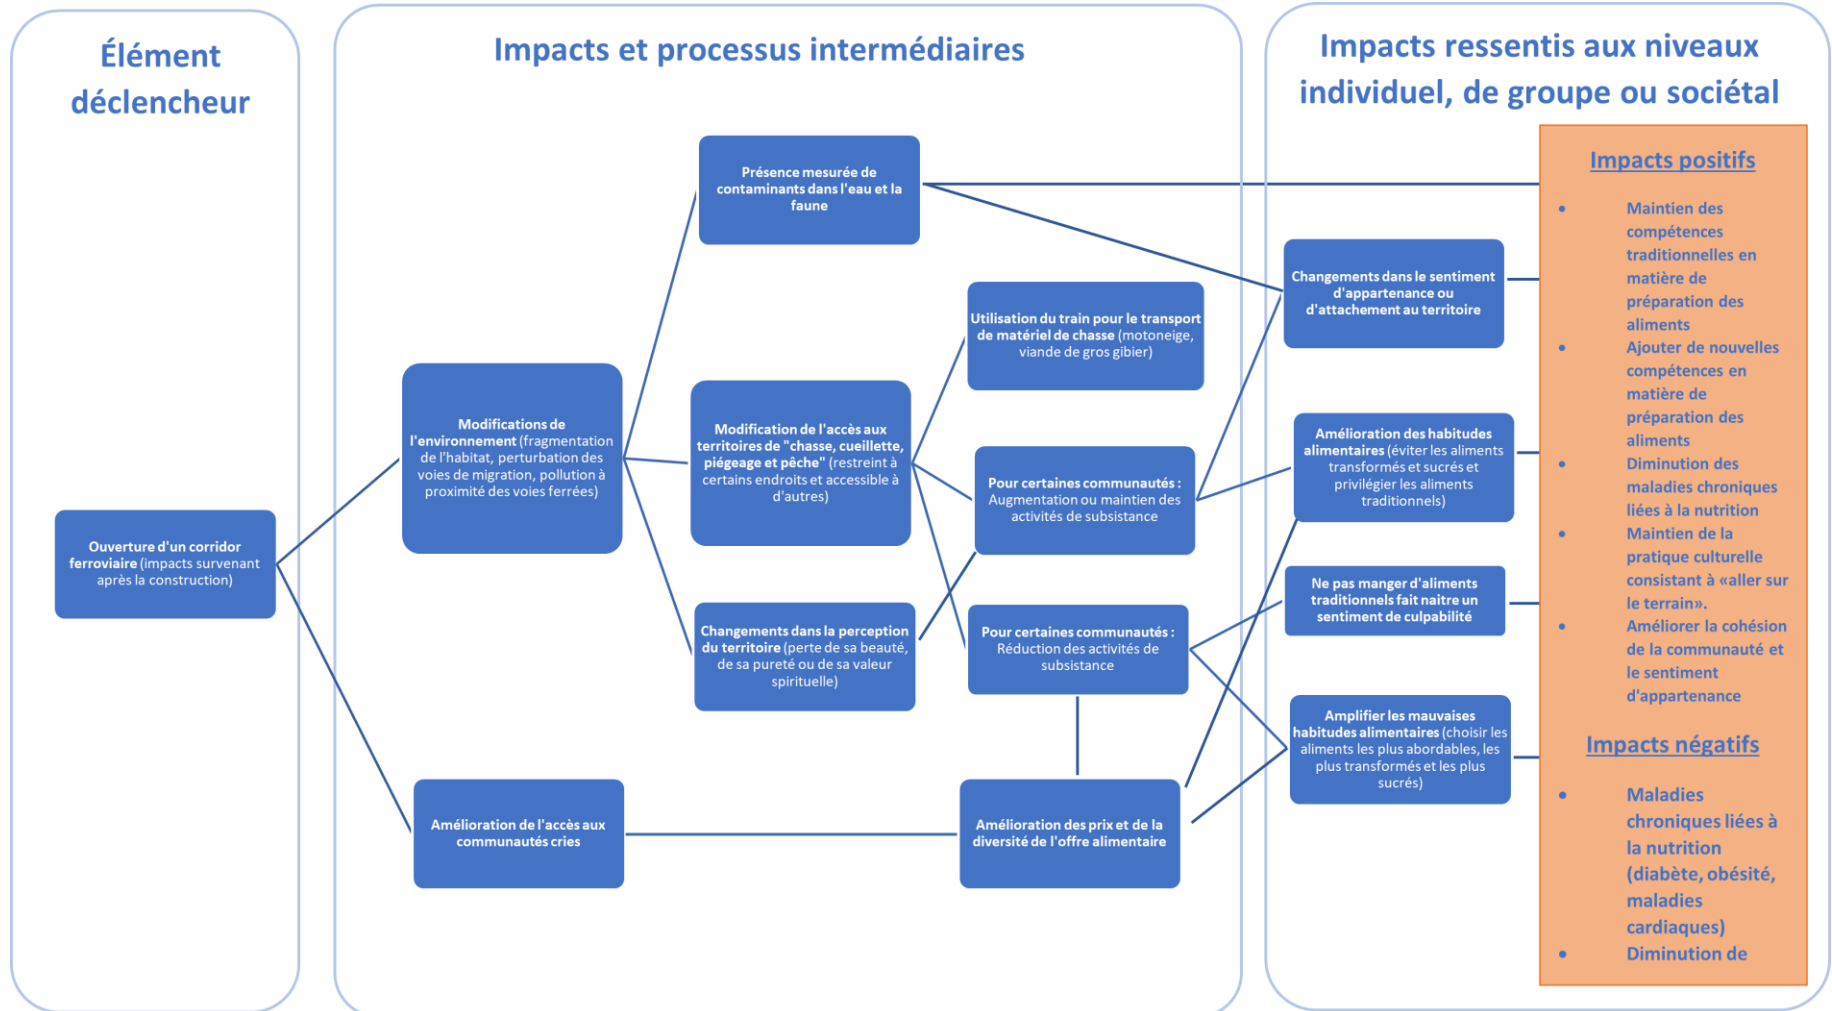 Élément
déclencheur
Impacts et processus intermédiaires
Impacts ressentis aux niveaux
individuel, de groupe ou sociétal
Ouverture d'un corridor
ferroviaire (impacts survenant
après la construction)
Modifications de
l'environnement (fragmentation
de l'habitat, perturbation des
voies de migration, pollution à
proximité des voies ferrées)
Amélioration de l'accès aux
communautés cries
Présence mesurée de
contaminants dans l'eau et la
faune
Modification de l'accès aux
territoires de "chasse, cueillette,
piégeage et pêche" (restreint à
certains endroits et accessible à
d'autres)
Changements dans la perception
du territoire (perte de sa beauté,
de sa pureté ou de sa valeur
spirituelle)
Utilisation du train pour le transport
de matériel de chasse (motoneige,
viande de gros gibier)
Pour certaines communautés :
Augmentation ou maintien des
activités de subsistance
Pour certaines communautés :
Réduction des activités de
subsistance
Amélioration des prix et de la
diversité de l'offre alimentaire
Changements dans le sentiment
d'appartenance ou
d'attachement au territoire
Amélioration des habitudes
alimentaires (éviter les aliments
transformés et sucrés et
privilégier les aliments
traditionnels)
Ne pas manger d'aliments
traditionnels fait naitre un
sentiment de culpabilité
Amplifier les mauvaises
habitudes alimentaires (choisir les
aliments les plus abordables, les
plus transformés et les plus
sucrés)
Impacts positifs
• Maintien des
compétences
traditionnelles en
matière de
préparation des
aliments
• Ajouter de nouvelles
compétences en
matière de
préparation des
aliments
• Diminution des
maladies chroniques
liées à la nutrition
• Maintien de la
pratique culturelle
consistant à «aller sur
le terrain».
• Améliorer la cohésion
de la communauté et
le sentiment
d'appartenance
Impacts négatifs
• Maladies
chroniques liées à
la nutrition
(diabète, obésité,
maladies
cardiaques)
• Diminution de